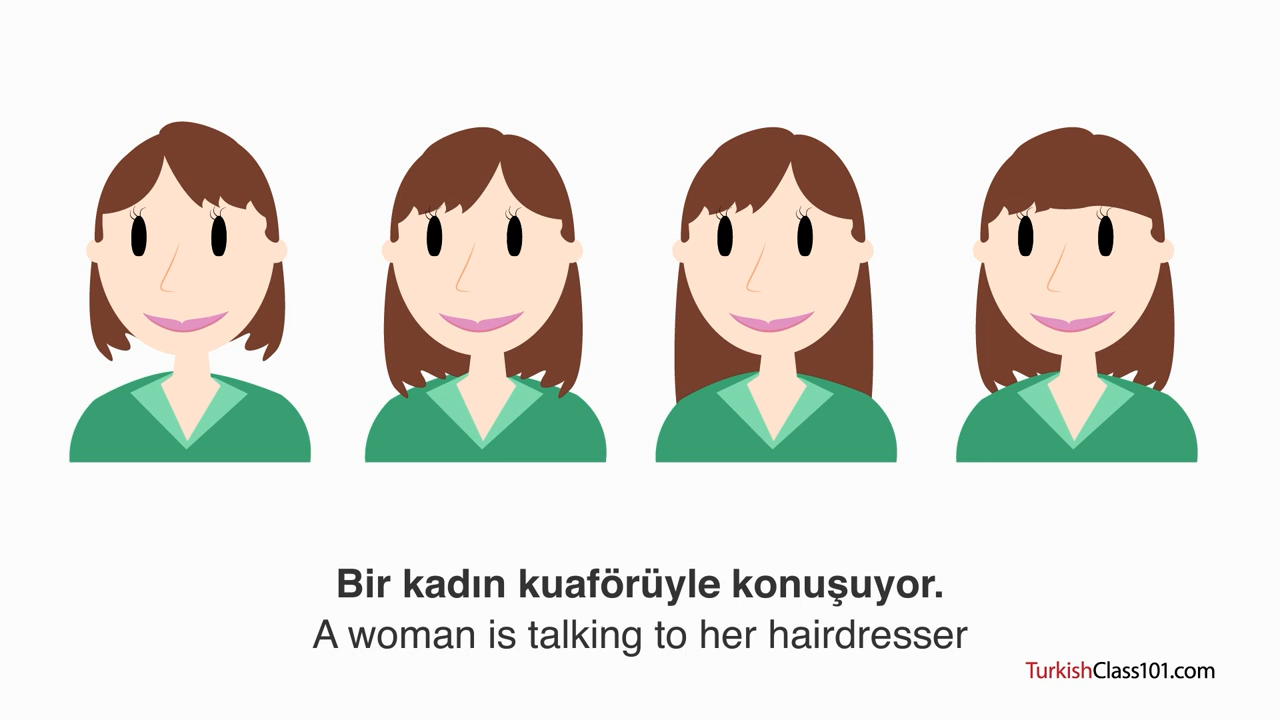 Bir kadın kuaförüyle konuşuyor.
A woman is talking to her hairdresser
TurkishClass101.com